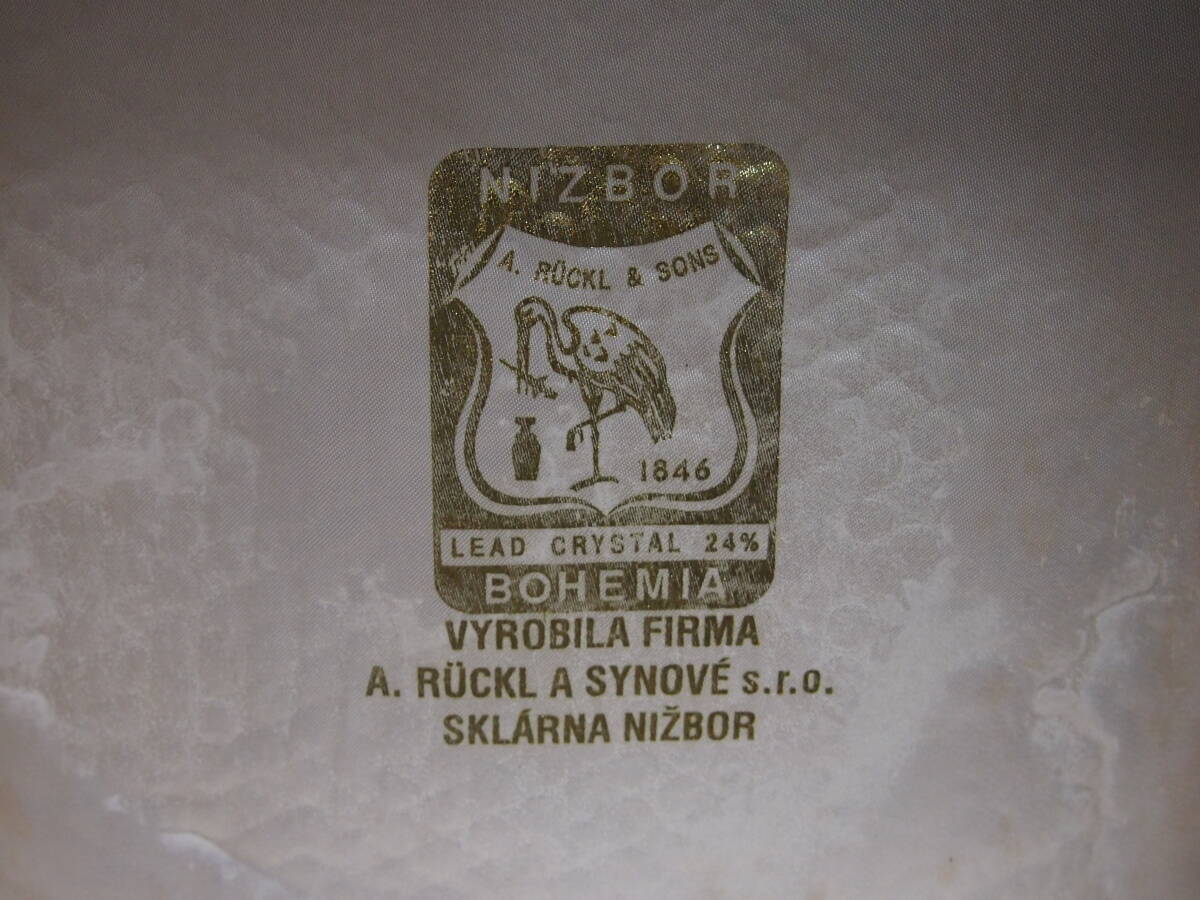 NIŽBOR
A. RÜCKL & SONS
1846
LEAD CRYSTAL 24%
BOHEMIA
VYROBILA FIRMA
A. RÜCKL A SYNOVÉ s.r.o.
SKLÁRNA NIŽBOR